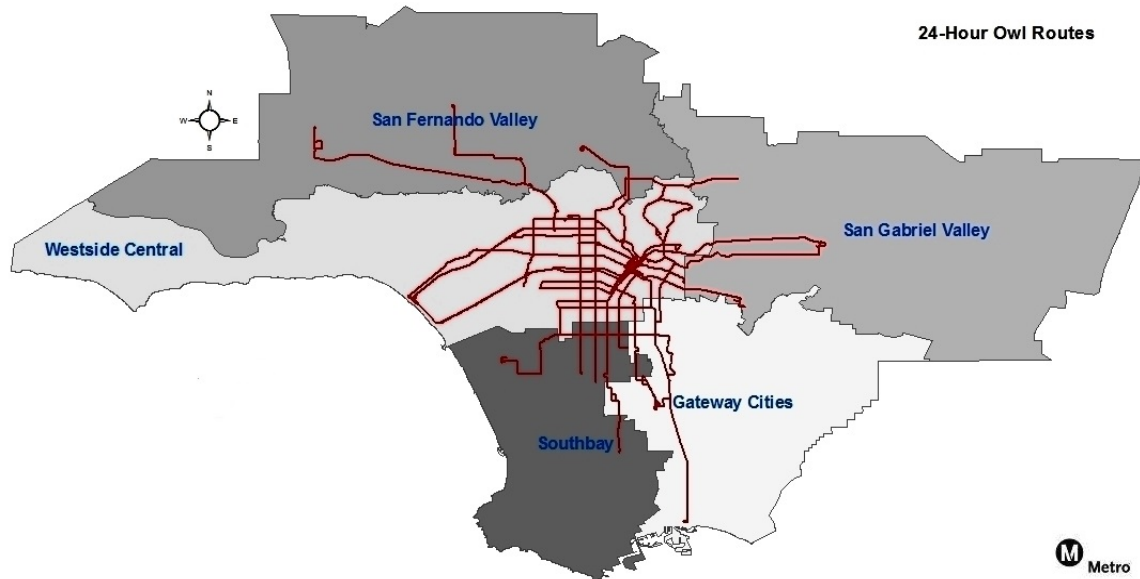 24-Hour Owl Routes
N
W
E
S
San Fernando Valley
Westside Central
San Gabriel Valley
Gateway Cities
Southbay
M
Metro